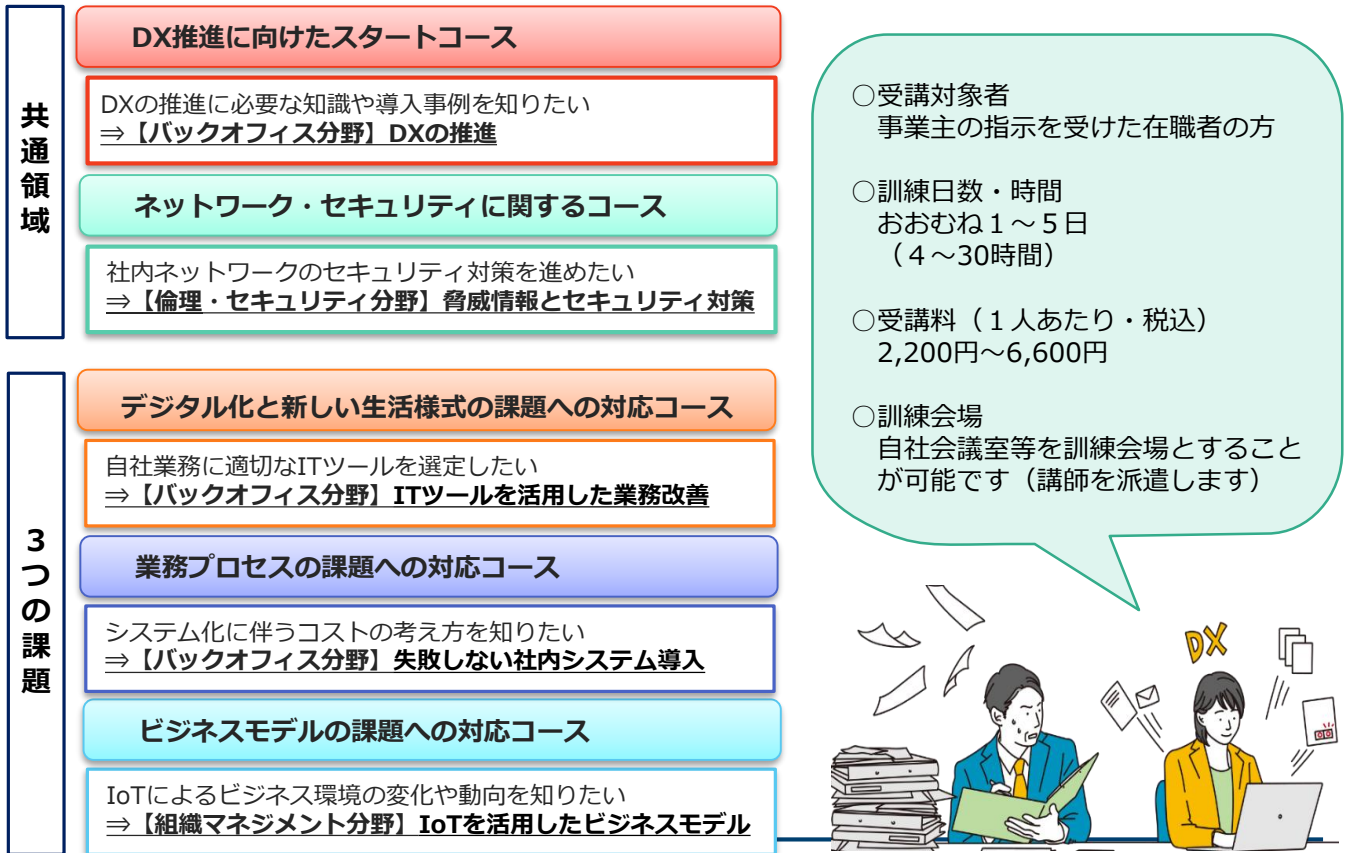 共通領域
DX推進に向けたスタートコース
DXの推進に必要な知識や導入事例を知りたい
⇒【バックオフィス分野】DXの推進
ネットワーク・セキュリティに関するコース
社内ネットワークのセキュリティ対策を進めたい
⇒【倫理・セキュリティ分野】脅威情報とセキュリティ対策
3つの課題
デジタル化と新しい生活様式の課題への対応コース
自社業務に適切なITツールを選定したい
⇒【バックオフィス分野】ITツールを活用した業務改善
業務プロセスの課題への対応コース
システム化に伴うコストの考え方を知りたい
⇒【バックオフィス分野】失敗しない社内システム導入
ビジネスモデルの課題への対応コース
IoTによるビジネス環境の変化や動向を知りたい
⇒【組織マネジメント分野】IoTを活用したビジネスモデル
○受講対象者
事業主の指示を受けた在職者の方
○訓練日数・時間
おおむね１～５日
（４～30時間）
○受講料（１人あたり・税込）
2,200円～6,600円
○訓練会場
自社会議室等を訓練会場とすること
が可能です（講師を派遣します）
DX